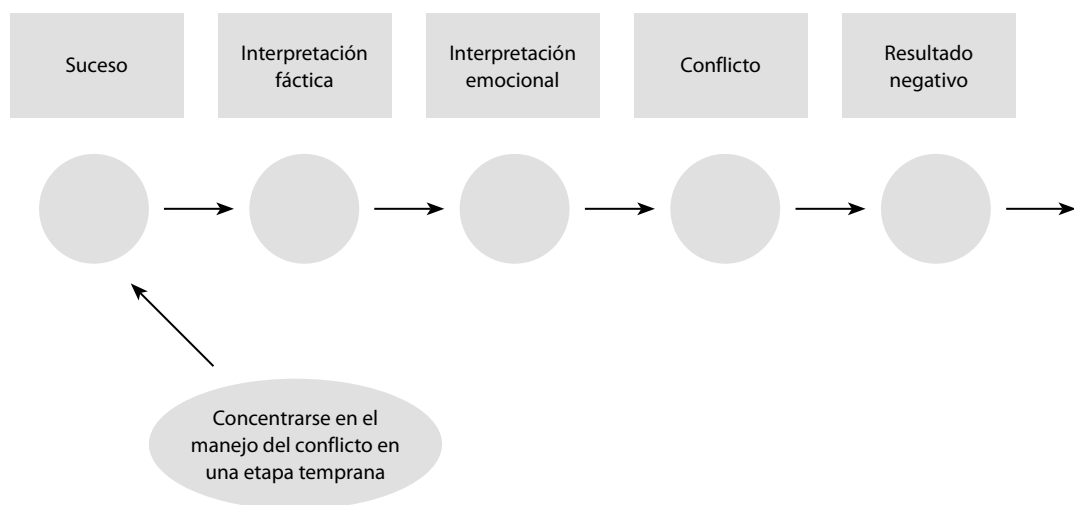 Suceso
Interpretación
fáctica
Interpretación
emocional
Conflicto
Resultado
negativo
Concentrarse en el
manejo del conflicto en
una etapa temprana